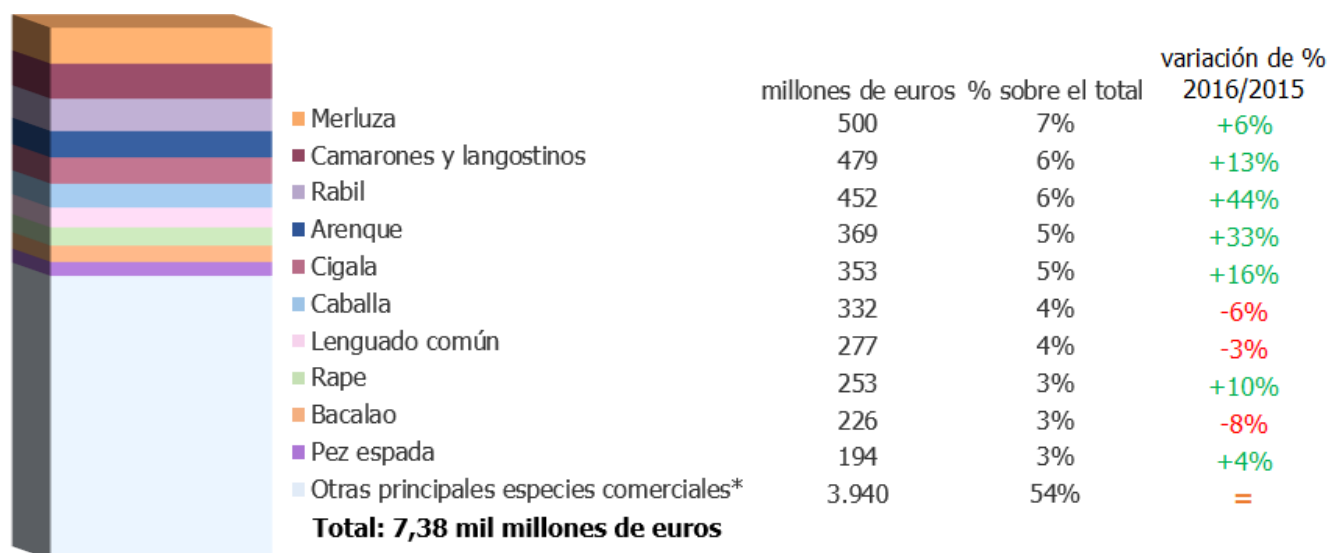 variación de %
millones de euros % sobre el total 2016/2015
Merluza 500 7% +6%
Camarones y langostinos 479 6% +13%
Rabil 452 6% +44%
Arenque 369 5% +33%
Cigala 353 5% +16%
Caballa 332 4% -6%
Lenguado común 277 4% -3%
Rape 253 3% +10%
Bacalao 226 3% -8%
Pez espada 194 3% +4%
Otras principales especies comerciales* 3.940 54% =
Total: 7,38 mil millones de euros